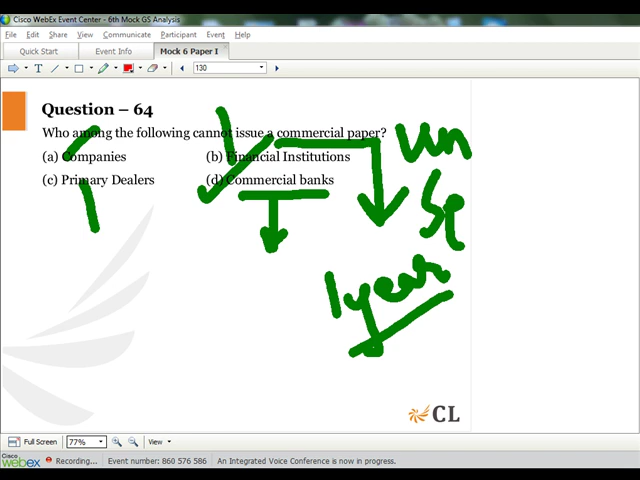 Cisco WebEx Event Center - 6th Mock GS Analysis
File Edit Share View Communicate Participant Event Help
Quick Start Event Info Mock 6 Paper I
T 130
Question – 64
Who among the following cannot issue a commercial paper?
(a) Companies (b) Financial Institutions
(c) Primary Dealers (d) Commercial banks
Un
1year
CL
Full Screen 77% View
Cisco
webex Recording... Event number: 860 576 586 An Integrated Voice Conference is now in progress.